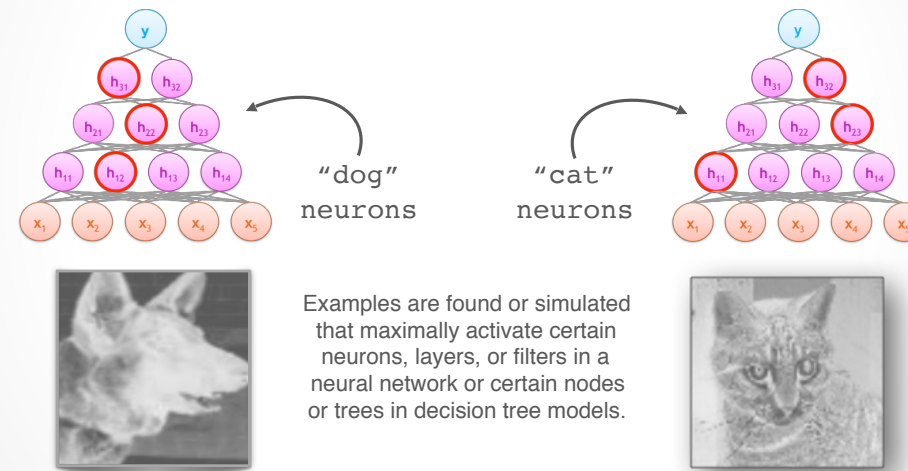 y
y
h31 h32
h31 h32
h21 h22 h23
h21 h22 h23
h11 h12 h13 h14
h11 h12 h13 h14
"dog"
neurons
"cat"
neurons
x1 x2 x3 x4 x5
x1 x2 x3 x4 x5
Examples are found or simulated
that maximally activate certain
neurons, layers, or filters in a
neural network or certain nodes
or trees in decision tree models.